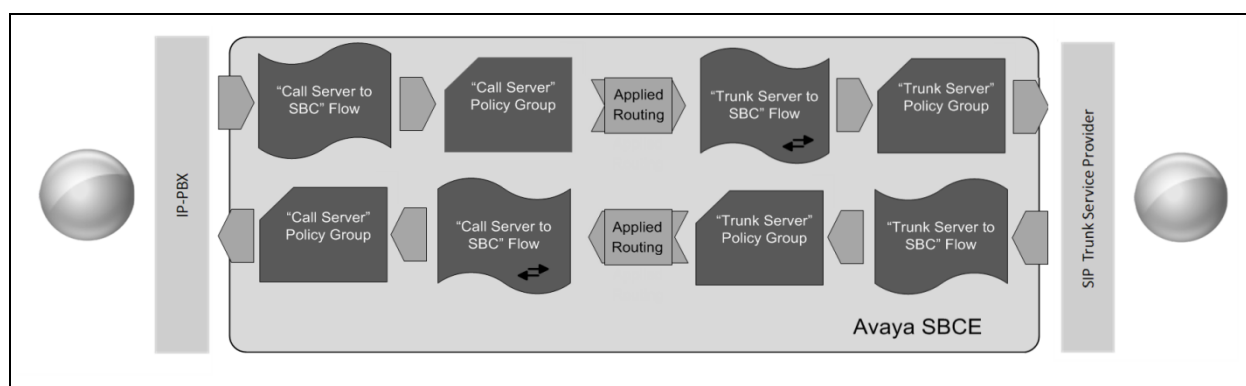 IP-PBX
“Call Server to
SBC” Flow
“Call Server”
Policy Group
Applied
Routing
“Trunk Server to
SBC” Flow
“Trunk Server”
Policy Group
“Call Server”
Policy Group
“Call Server to
SBC” Flow
Applied
Routing
“Trunk Server”
Policy Group
“Trunk Server to
SBC” Flow
Avaya SBCE
SIP Trunk Service Provider